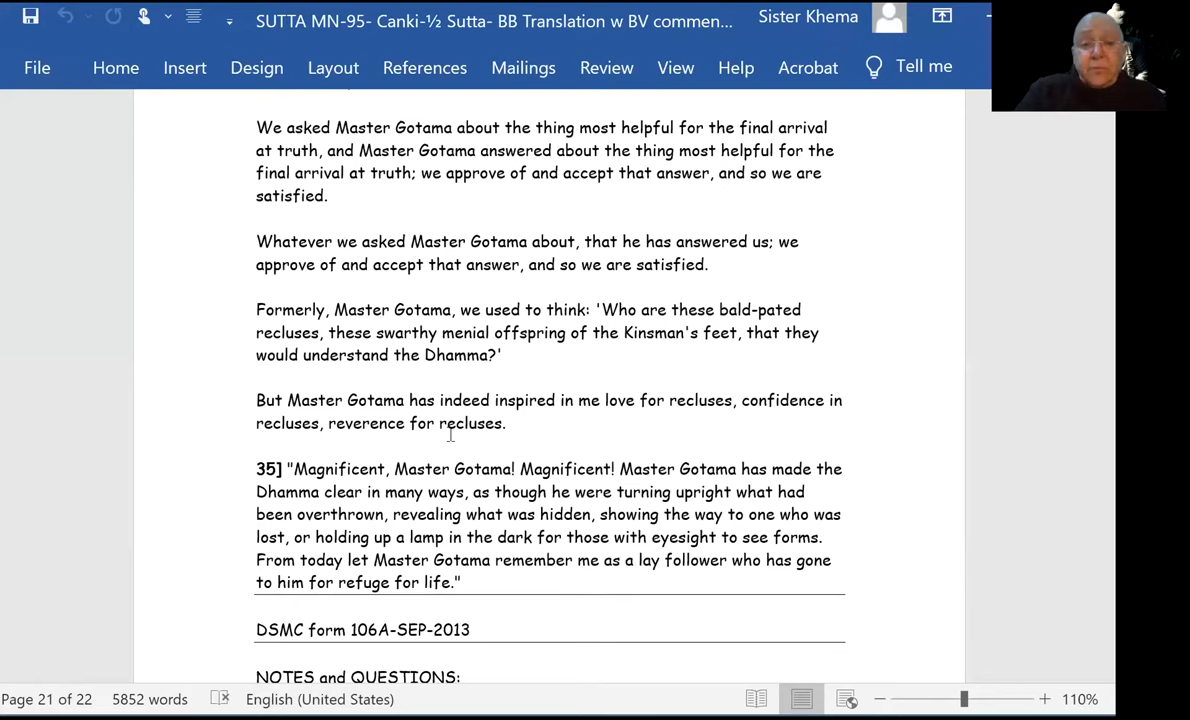 SUTTA MN-95- Canki-½ Sutta- BB Translation w BV commen...
Sister Khema
File Home Insert Design Layout References Mailings Review View Help Acrobat Tell me
We asked Master Gotama about the thing most helpful for the final arrival
at truth, and Master Gotama answered about the thing most helpful for the
final arrival at truth; we approve of and accept that answer, and so we are
satisfied.
Whatever we asked Master Gotama about, that he has answered us; we
approve of and accept that answer, and so we are satisfied.
Formerly, Master Gotama, we used to think: 'Who are these bald-pated
recluses, these swarthy menial offspring of the Kinsman's feet, that they
would understand the Dhamma?'
But Master Gotama has indeed inspired in me love for recluses, confidence in
recluses, reverence for recluses.
35] "Magnificent, Master Gotama! Magnificent! Master Gotama has made the
Dhamma clear in many ways, as though he were turning upright what had
been overthrown, revealing what was hidden, showing the way to one who was
lost, or holding up a lamp in the dark for those with eyesight to see forms.
From today let Master Gotama remember me as a lay follower who has gone
to him for refuge for life."
DSMC form 106A-SEP-2013
NOTES and QUESTIONS:
Page 21 of 22 5852 words English (United States) 110%